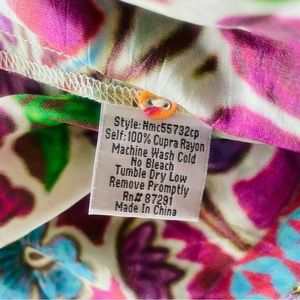 Style:Hmc55732cp
Self:100% Cupra Rayon
Machine Wash Cold
No Bleach
Tumble Dry Low
Remove Promptly
Rn# 87291
Made In China